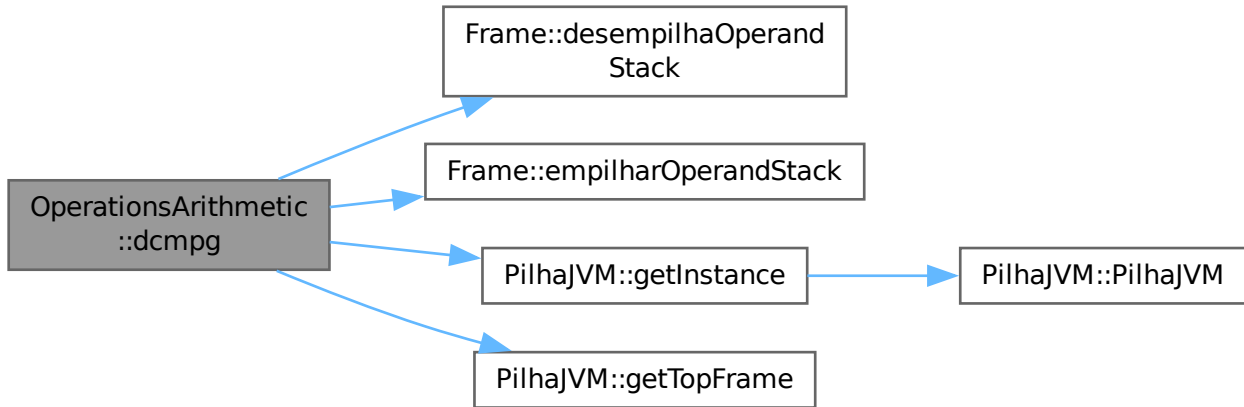 Frame::desempilhaOperand
Stack
Frame::empilharOperandStack
OperationsArithmetic
::dcmpg
PilhaJVM::getInstance
PilhaJVM::PilhaJVM
PilhaJVM::getTopFrame